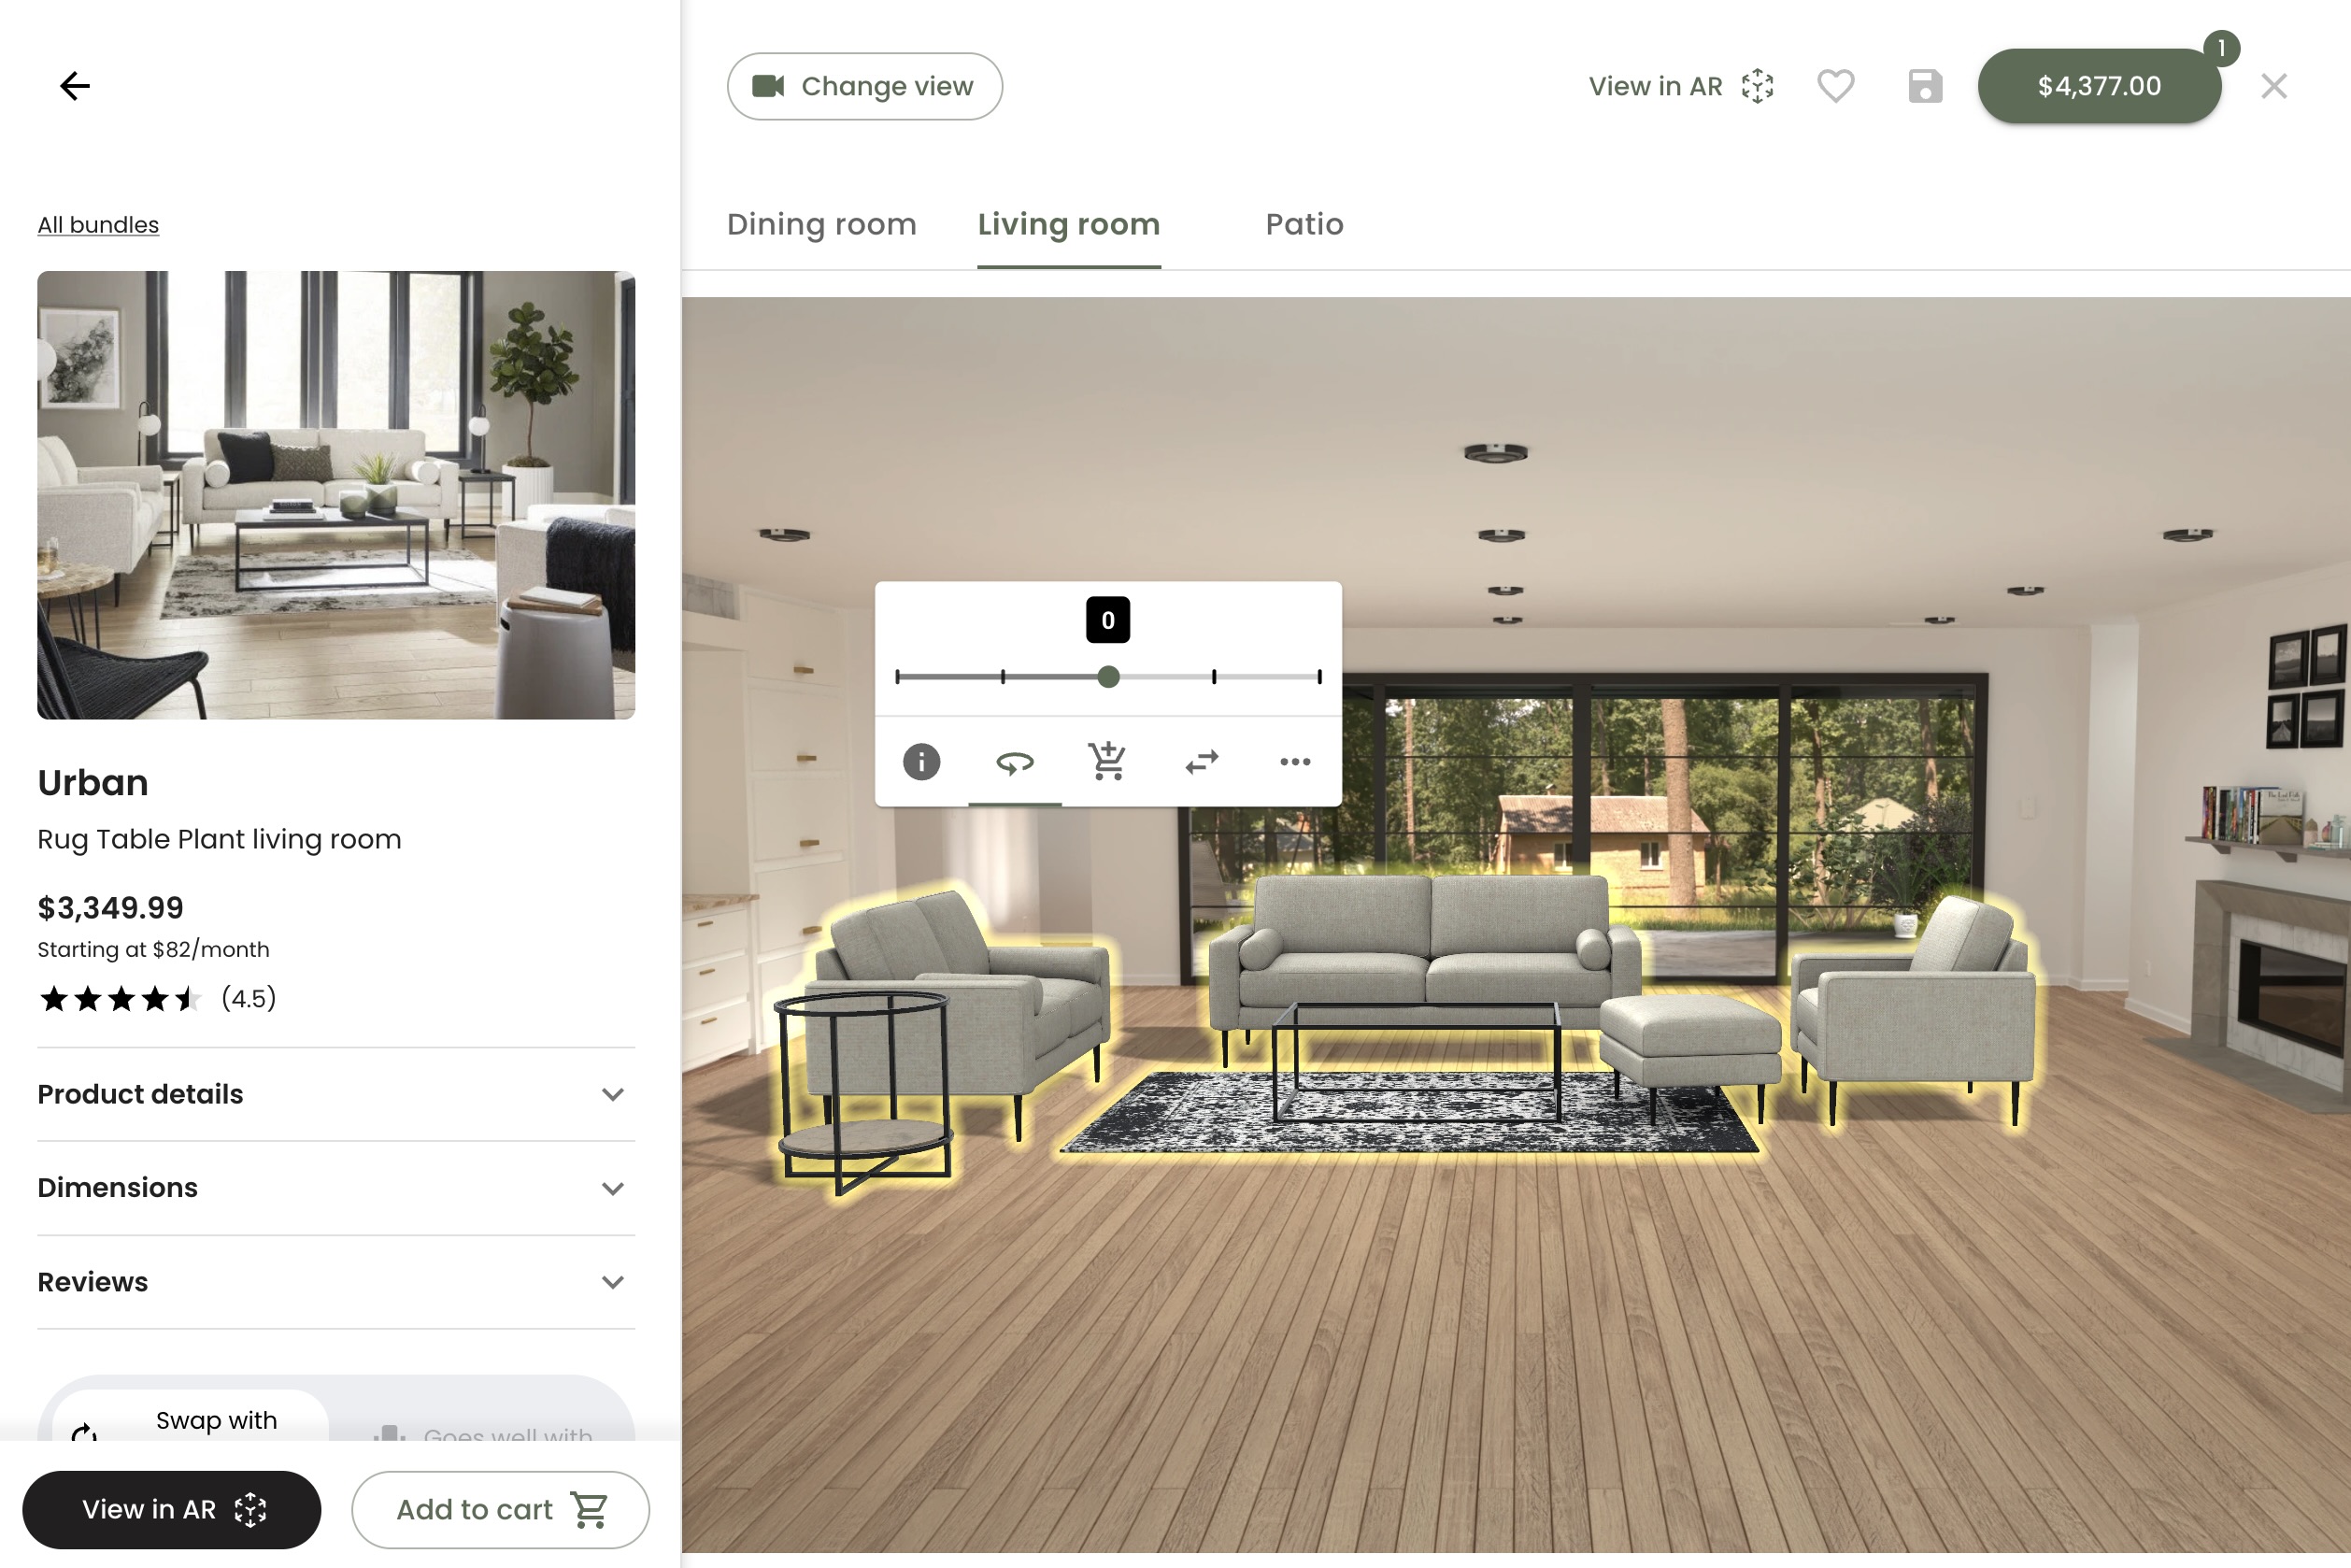 Change view
View in AR
$4,377.00
1
All bundles
Dining room
Living room
Patio
0
Urban
Rug Table Plant living room
$3,349.99
Starting at $82/month
(4.5)
Product details
Dimensions
Reviews
Swap with
Goes well with
View in AR
Add to cart